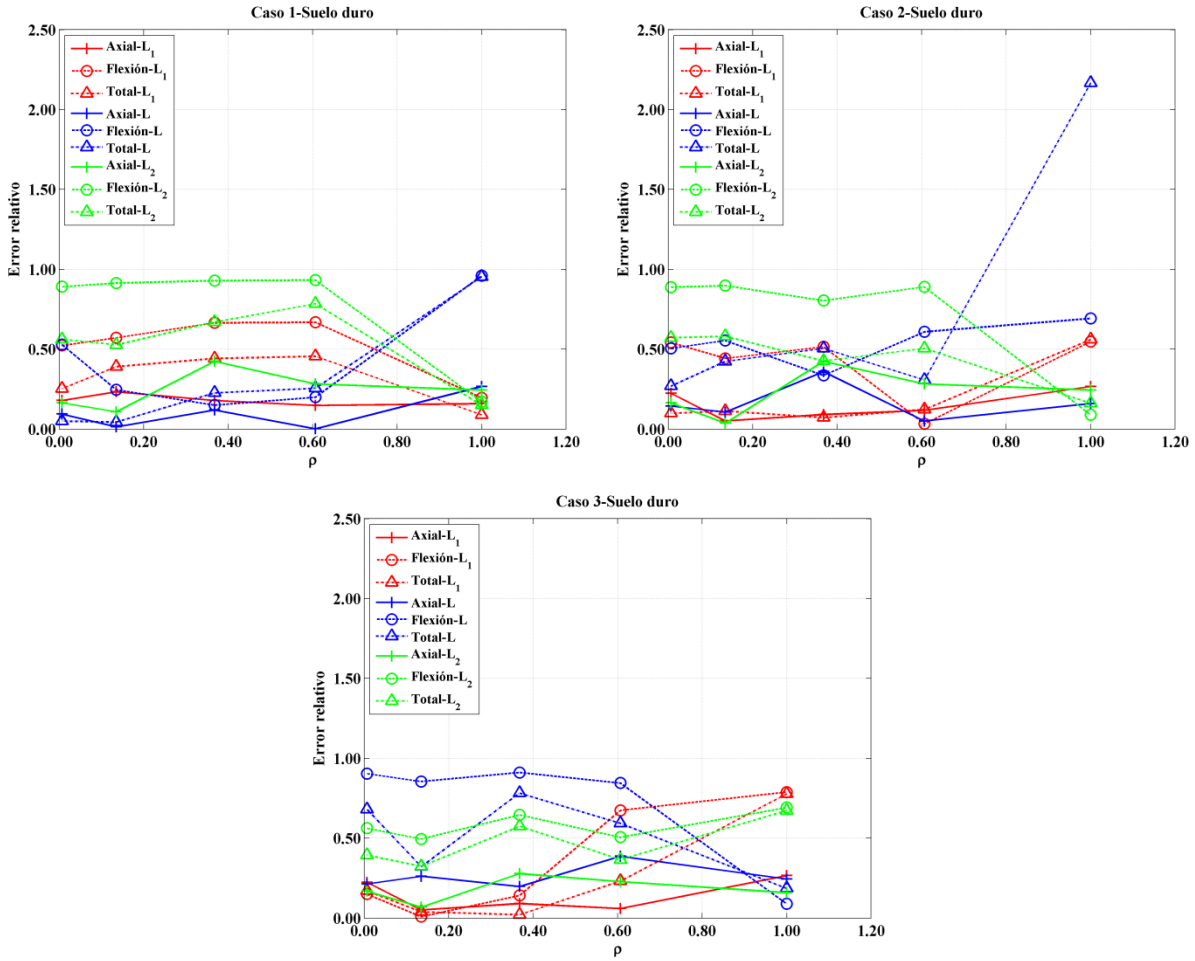 Caso 1-Suelo duro
2.50
2.00
1.50
1.00
0.50
0.00
Error relativo
Axial-L1
Flexión-L1
Total-L1
Axial-L
Flexión-L
Total-L
Axial-L2
Flexión-L2
Total-L2
0.00 0.20 0.40 0.60 0.80 1.00 1.20
ρ
Caso 2-Suelo duro
2.50
2.00
1.50
1.00
0.50
0.00
Error relativo
Axial-L1
Flexión-L1
Total-L1
Axial-L
Flexión-L
Total-L
Axial-L2
Flexión-L2
Total-L2
0.00 0.20 0.40 0.60 0.80 1.00 1.20
ρ
Caso 3-Suelo duro
2.50
2.00
1.50
1.00
0.50
0.00
Error relativo
Axial-L1
Flexión-L1
Total-L1
Axial-L
Flexión-L
Total-L
Axial-L2
Flexión-L2
Total-L2
0.00 0.20 0.40 0.60 0.80 1.00 1.20
ρ